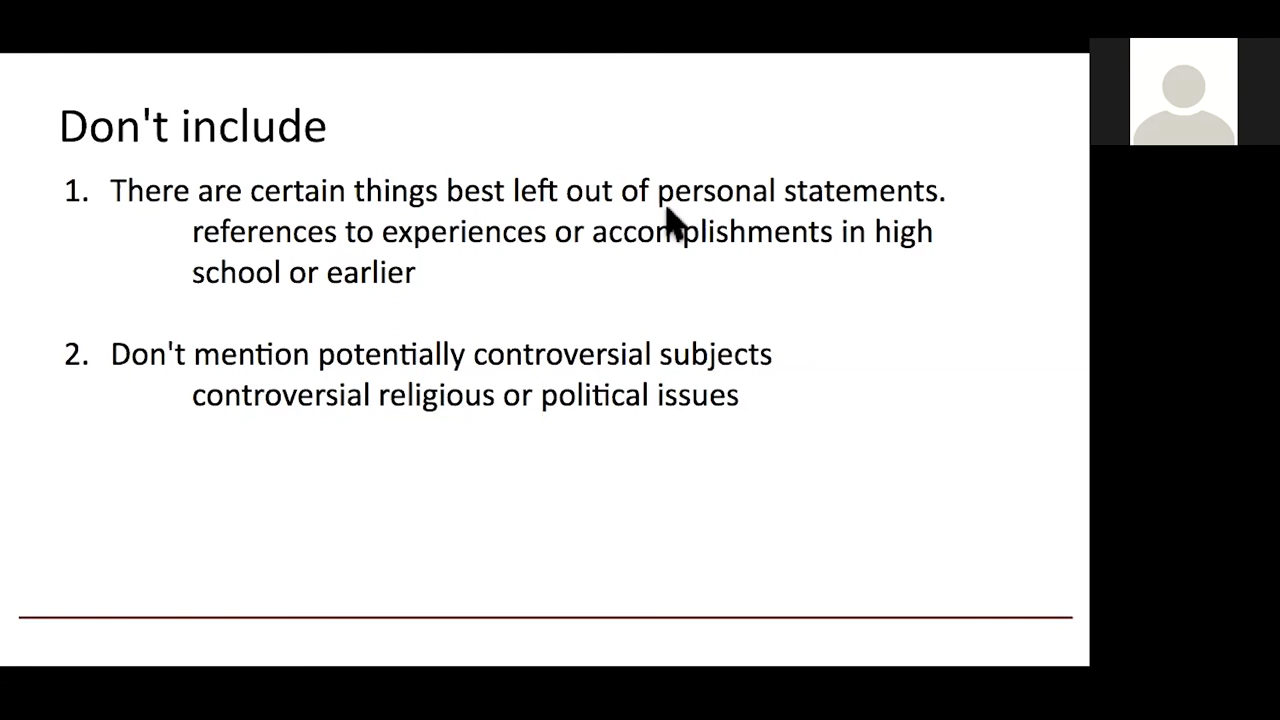 Don't include
1. There are certain things best left out of personal statements.
references to experiences or accomplishments in high
school or earlier
2. Don't mention potentially controversial subjects
controversial religious or political issues